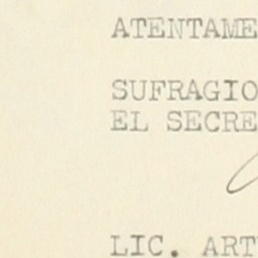 ATENTAME
SUFRAGIO
EL SECRE
LIC. ART